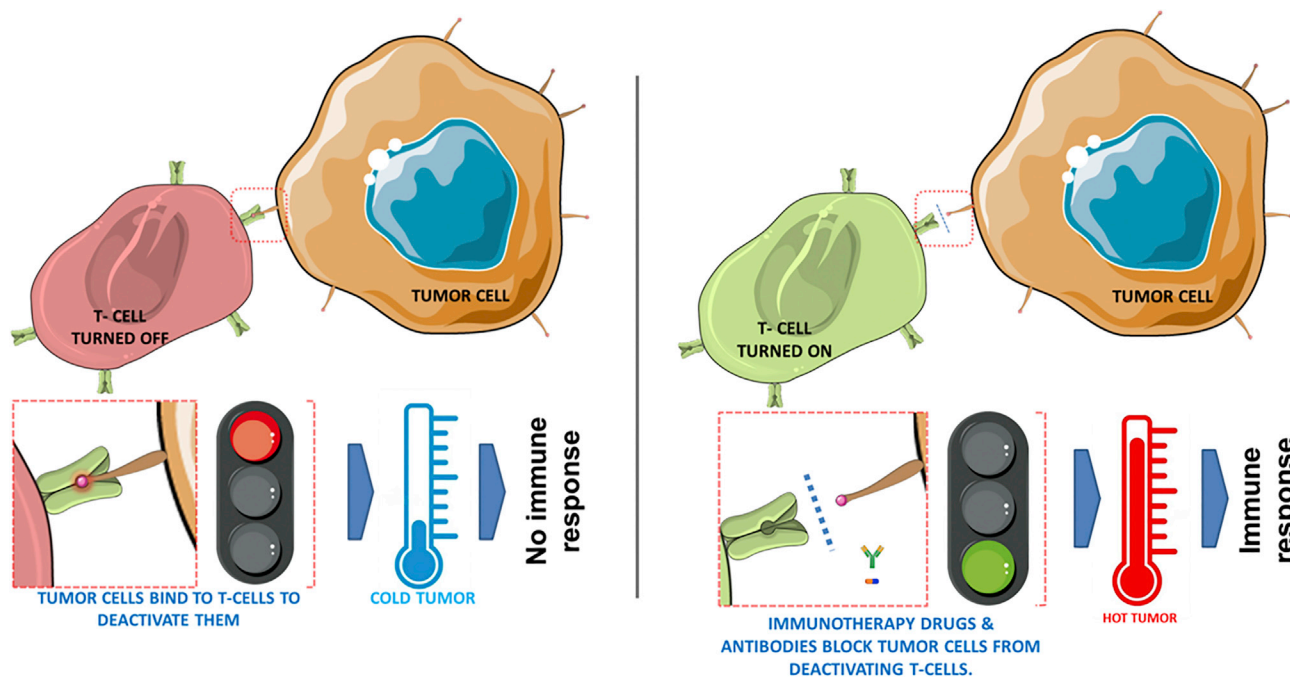 TUMOR CELL
T- CELL
TURNED OFF
TUMOR CELLS BIND TO T-CELLS TO
DEACTIVATE THEM
COLD TUMOR
No immune
response
TUMOR CELL
T- CELL
TURNED ON
IMMUNOTHERAPY DRUGS &
ANTIBODIES BLOCK TUMOR CELLS FROM
DEACTIVATING T-CELLS.
HOT TUMOR
Immune
response